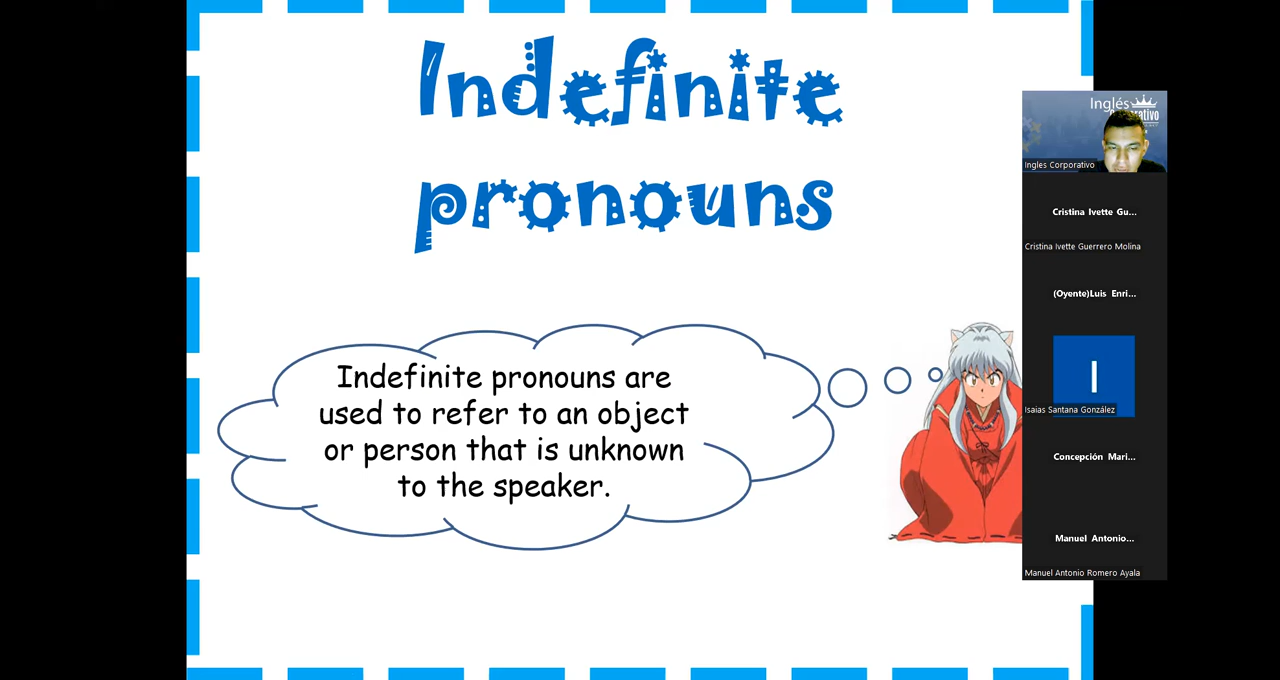 Indefinite
pronouns
Indefinite pronouns are
used to refer to an object
or person that is unknown
to the speaker.
Inglés
Ingles Corporativo
Cristina Ivette Gu...
Cristina Ivette Guerrero Molina
(Oyente)Luis Enri...
I
Isaias Santana González
Concepción Mari...
Manuel Antonio...
Manuel Antonio Romero Ayala